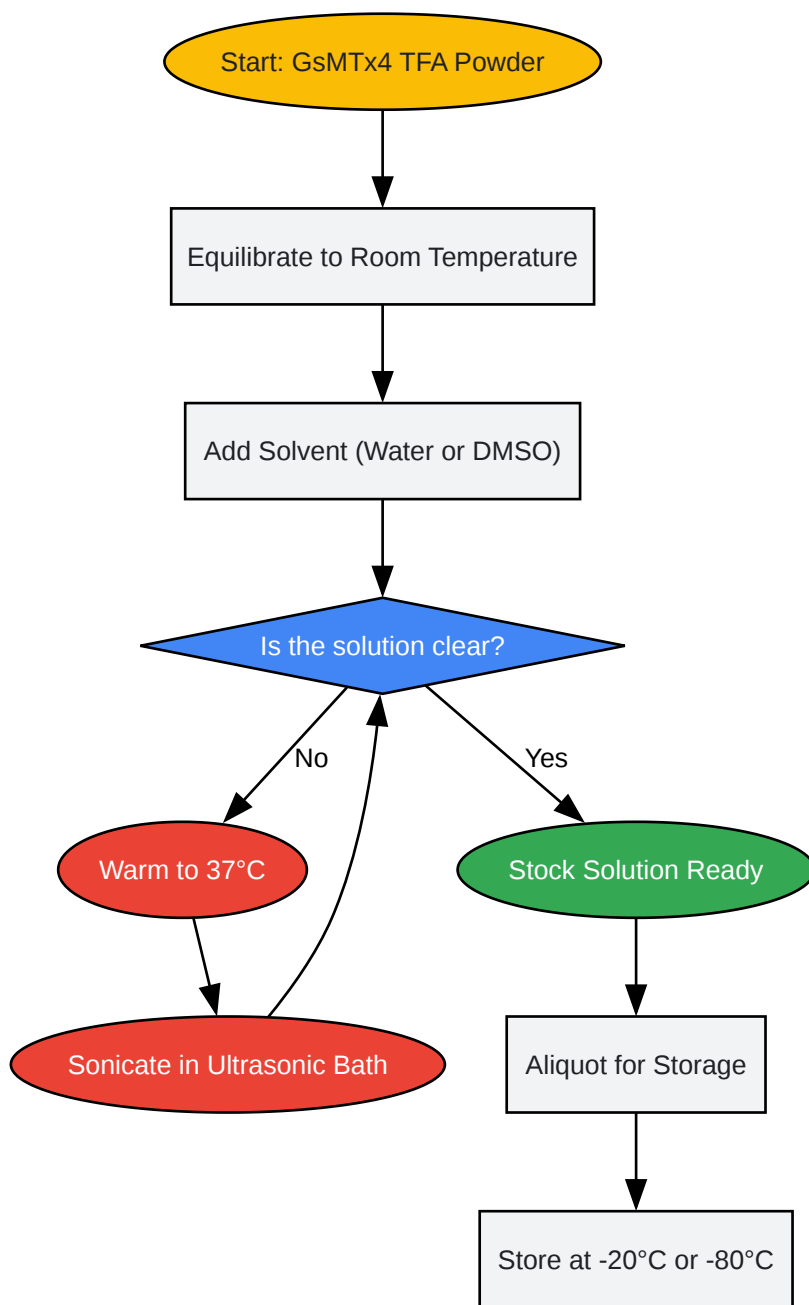 Start: GsMTx4 TFA Powder
Equilibrate to Room Temperature
Add Solvent (Water or DMSO)
Is the solution clear?
No
Yes
Warm to 37°C
Stock Solution Ready
Sonicate in Ultrasonic Bath
Aliquot for Storage
Store at -20°C or -80°C